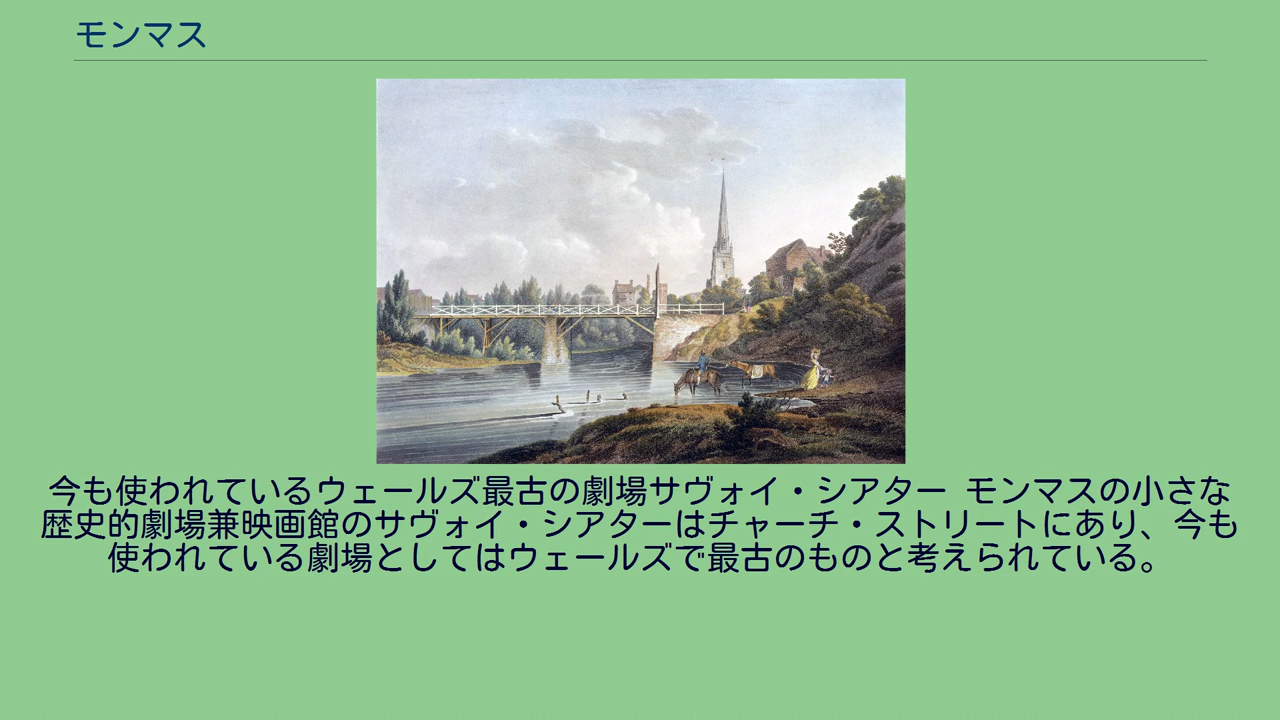 モンマス
今も使われているウェールズ最古の劇場サヴォイ・シアター モンマスの小さな
歴史的劇場兼映画館のサヴォイ・シアターはチャーチ・ストリートにあり、今も
使われている劇場としてはウェールズで最古のものと考えられている。